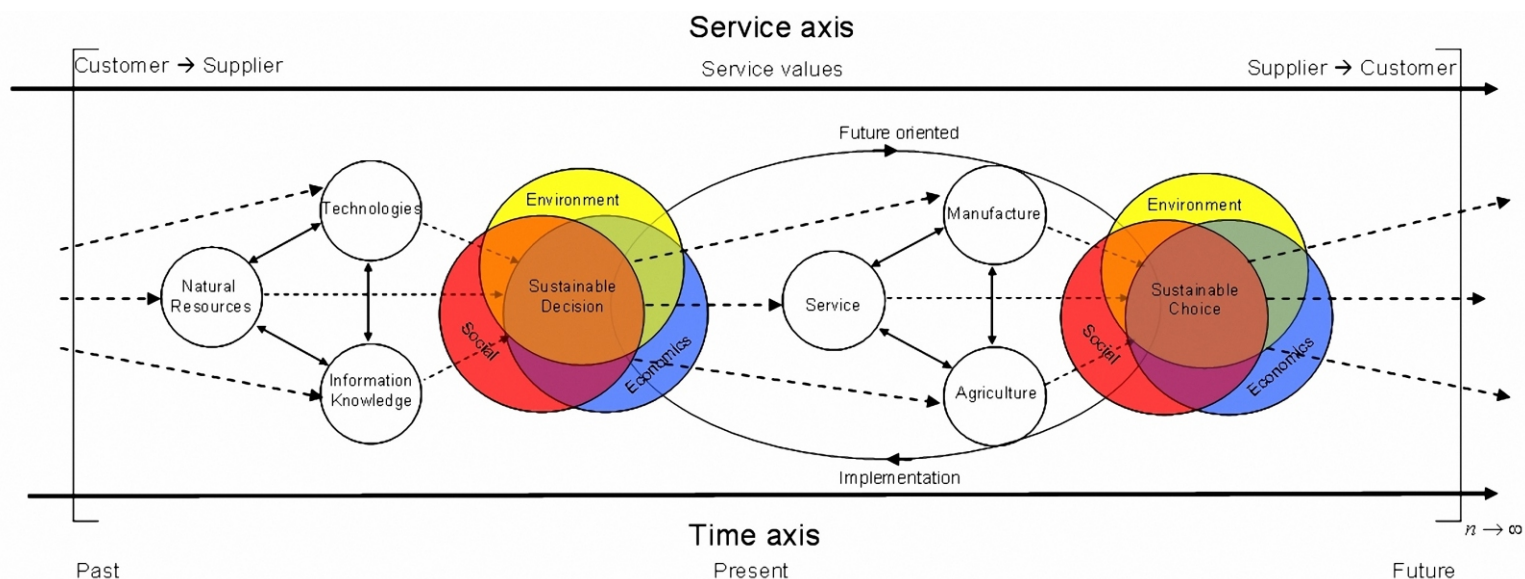 Service axis
Customer → Supplier
Service values
Supplier → Customer
Future oriented
Technologies
Natural
Resources
Information
Knowledge
Environment
Sustainable
Decision
Social
Economics
Manufacture
Service
Agriculture
Environment
Sustainable
Choice
Social
Economics
Implementation
Time axis
n → ∞
Past
Present
Future